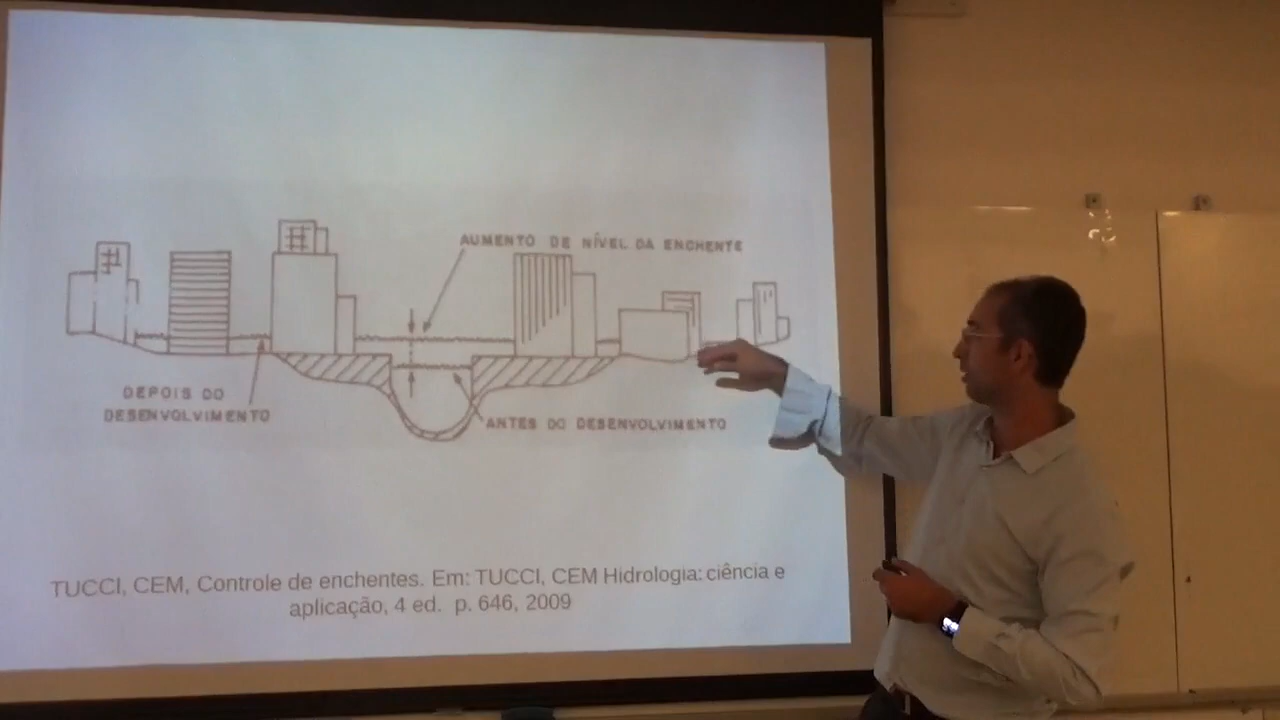 AUMENTO DE NÍVEL DA ENCHENTE
DEPOIS DO
DESENVOLVIMENTO
ANTES DO DESENVOLVIMENTO
TUCCI, CEM, Controle de enchentes. Em: TUCCI, CEM Hidrologia: ciência e
aplicação, 4 ed. p. 646, 2009